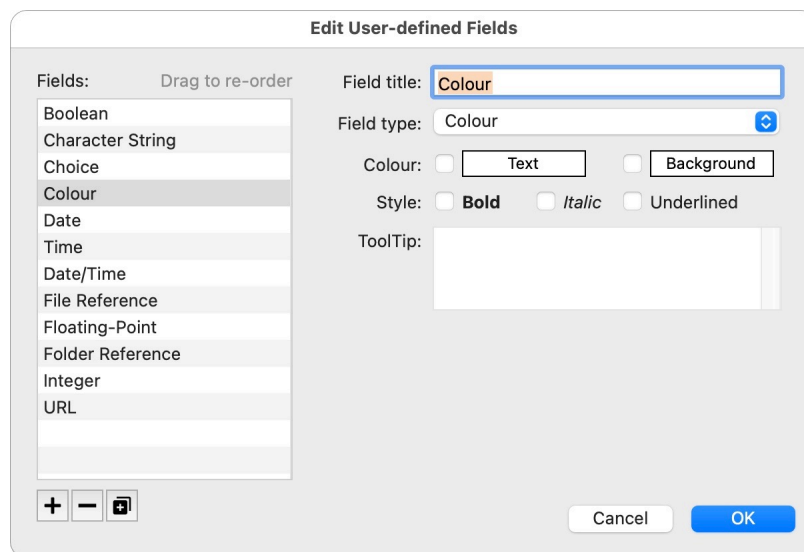 Edit User-defined Fields
Fields: Drag to re-order
Boolean
Character String
Choice
Colour
Date
Time
Date/Time
File Reference
Floating-Point
Folder Reference
Integer
URL
Field title: Colour
Field type: Colour
Colour: Text Background
Style: Bold Italic Underlined
ToolTip:
Cancel OK